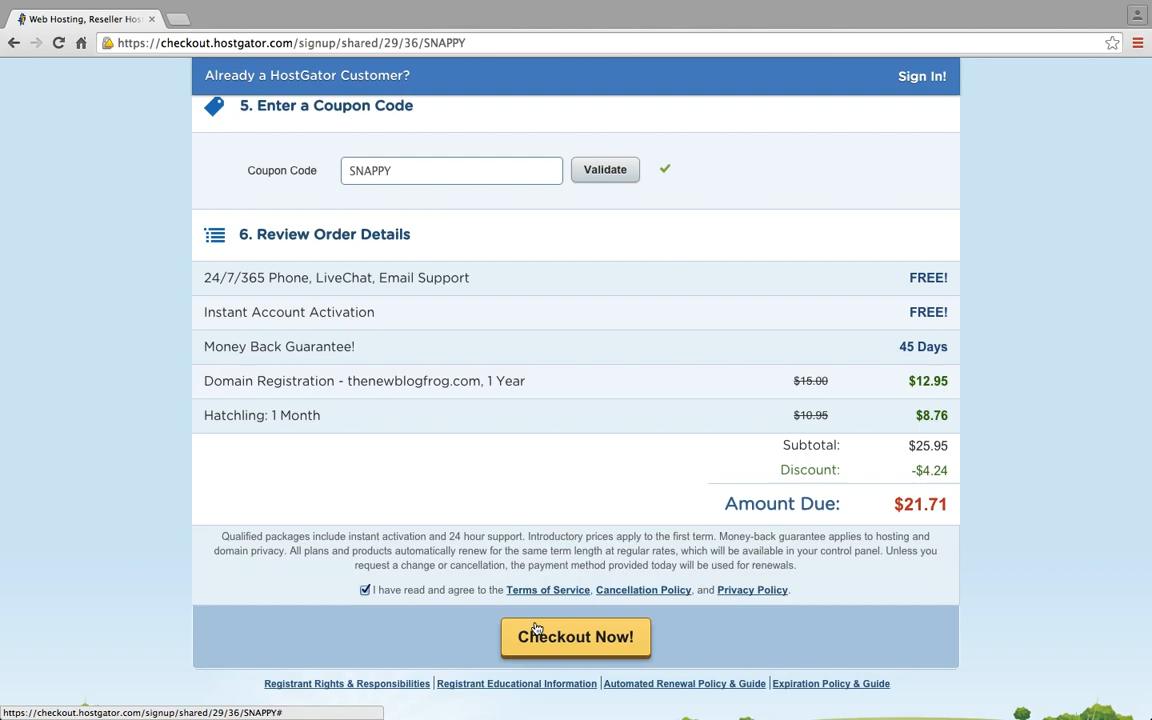 Web Hosting, Reseller Hos
https://checkout.hostgator.com/signup/shared/29/36/SNAPPY
Already a HostGator Customer? Sign In!
5. Enter a Coupon Code
Coupon Code SNAPPY Validate
6. Review Order Details
24/7/365 Phone, LiveChat, Email Support FREE!
Instant Account Activation FREE!
Money Back Guarantee! 45 Days
Domain Registration - thenewblogfrog.com, 1 Year $15.00 $12.95
Hatchling: 1 Month $10.95 $8.76
Subtotal: $25.95
Discount: -$4.24
Amount Due: $21.71
Qualified packages include instant activation and 24 hour support. Introductory prices apply to the first term. Money-back guarantee applies to hosting and
domain privacy. All plans and products automatically renew for the same term length at regular rates, which will be available in your control panel. Unless you
request a change or cancellation, the payment method provided today will be used for renewals.
I have read and agree to the Terms of Service, Cancellation Policy, and Privacy Policy.
Checkout Now!
Registrant Rights & Responsibilities Registrant Educational Information Automated Renewal Policy & Guide Expiration Policy & Guide
https://checkout.hostgator.com/signup/shared/29/36/SNAPPY#